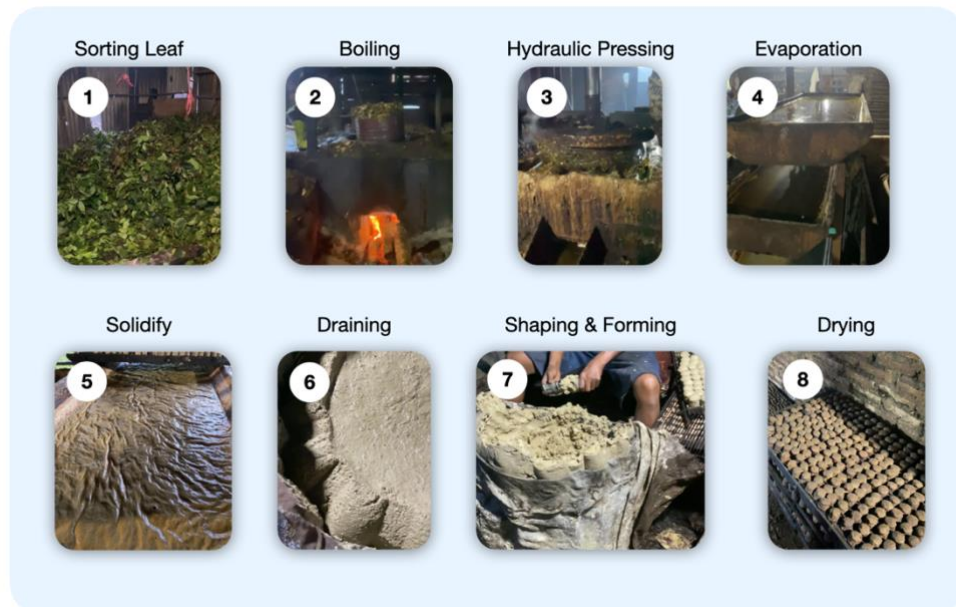 Sorting Leaf
1
Boiling
2
Hydraulic Pressing
3
Evaporation
4
Solidify
5
Draining
6
Shaping & Forming
7
Drying
8